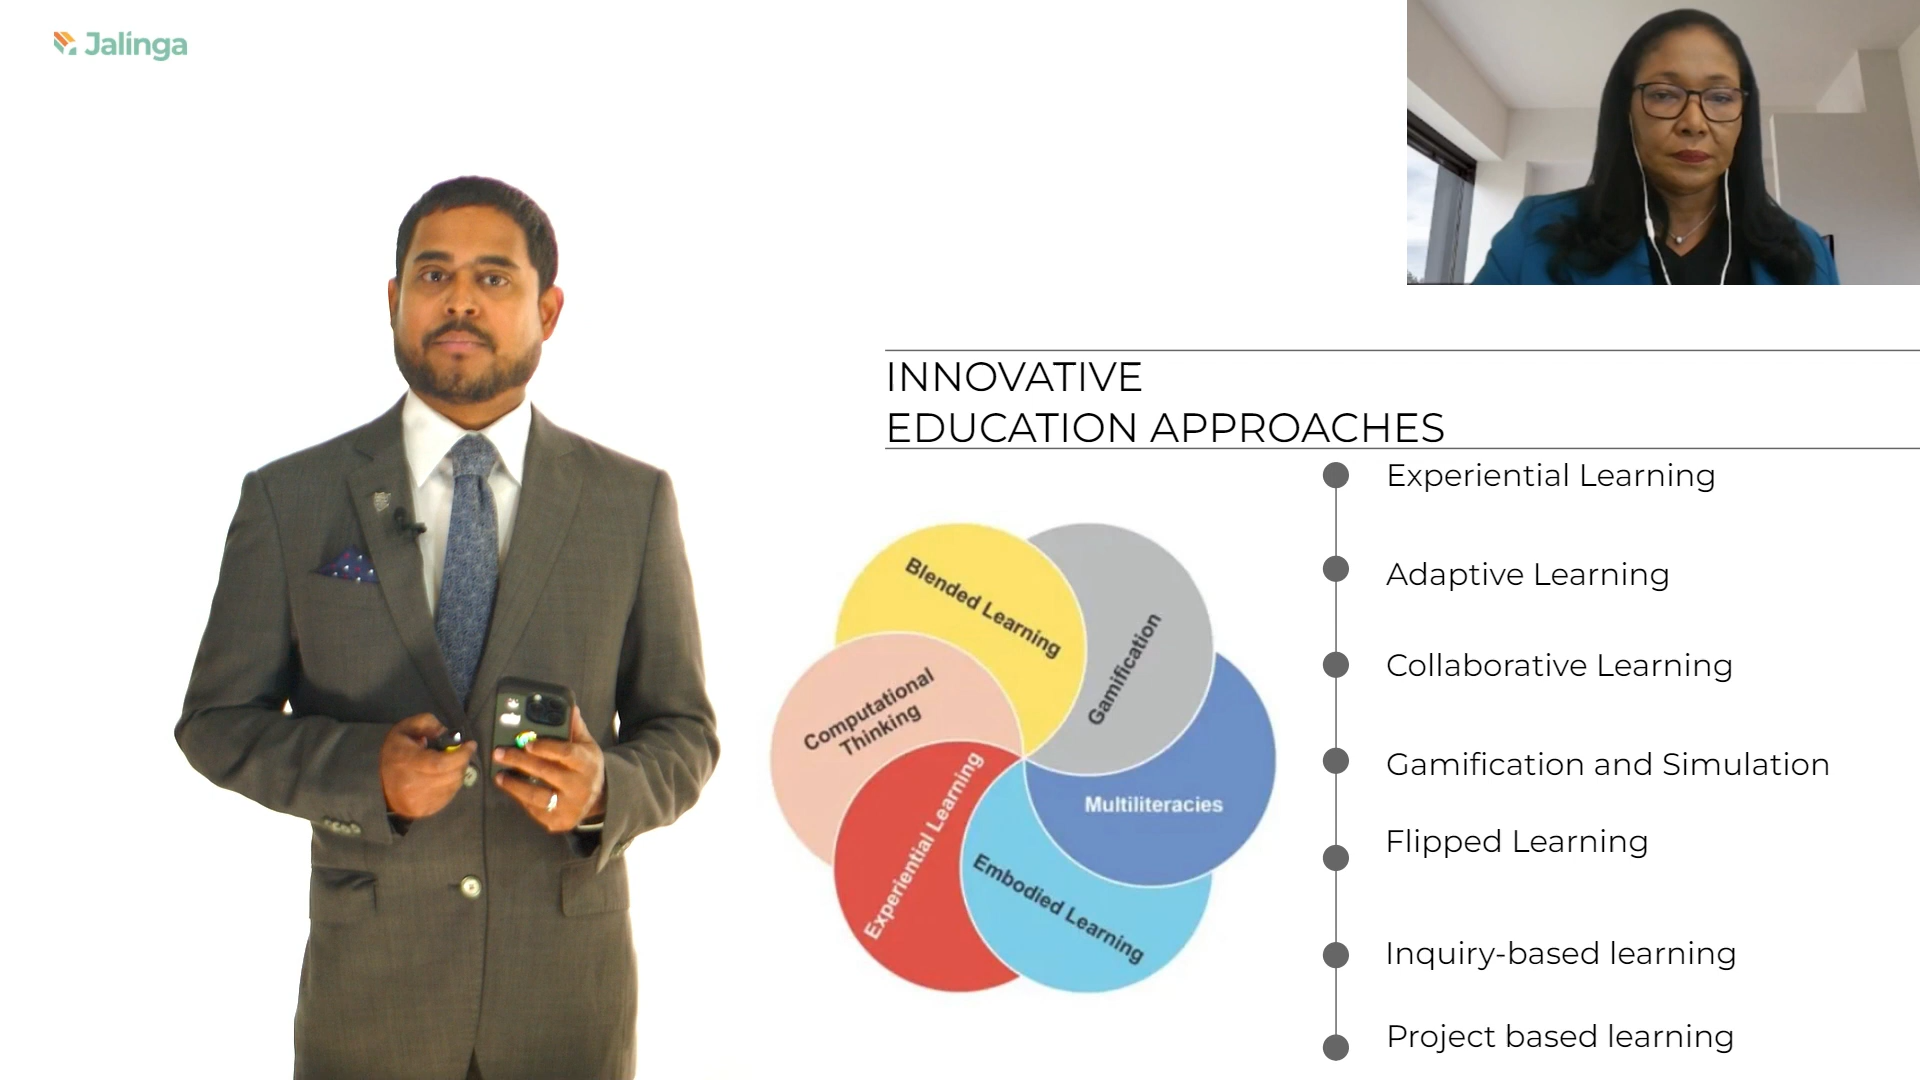 Jalinga
INNOVATIVE
EDUCATION APPROACHES
Blended Learning
Gamification
Computational
Thinking
Multiliteracies
Experiential Learning
Embodied Learning
Experiential Learning
Adaptive Learning
Collaborative Learning
Gamification and Simulation
Flipped Learning
Inquiry-based learning
Project based learning